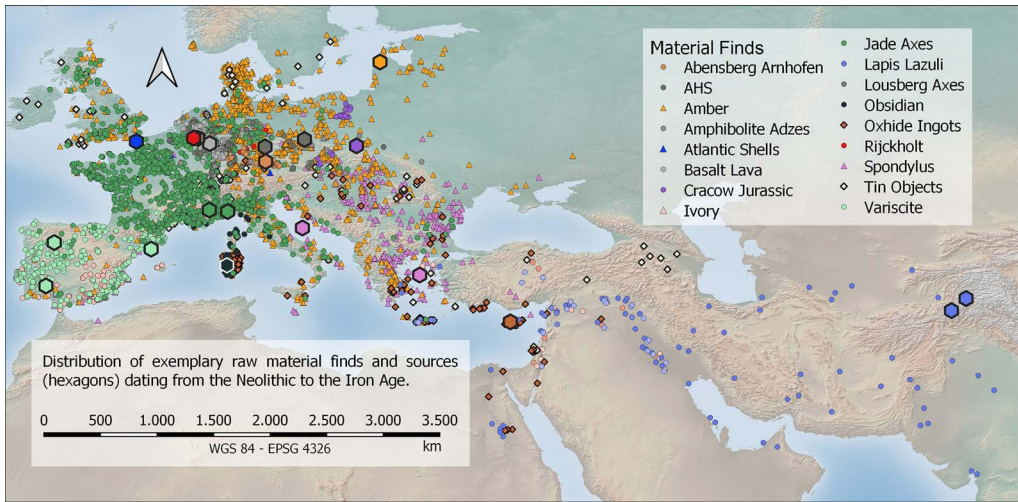 Material Finds
Abensberg Arnhofen
AHS
Amber
Amphibolite Adzes
Atlantic Shells
Basalt Lava
Cracow Jurassic
Ivory
Jade Axes
Lapis Lazuli
Lousberg Axes
Obsidian
Oxhide Ingots
Rijckholt
Spondylus
Tin Objects
Variscite
Distribution of exemplary raw material finds and sources
(hexagons) dating from the Neolithic to the Iron Age.
0 500 1.000 1.500 2.000 2.500 3.000 3.500
km
WGS 84 - EPSG 4326